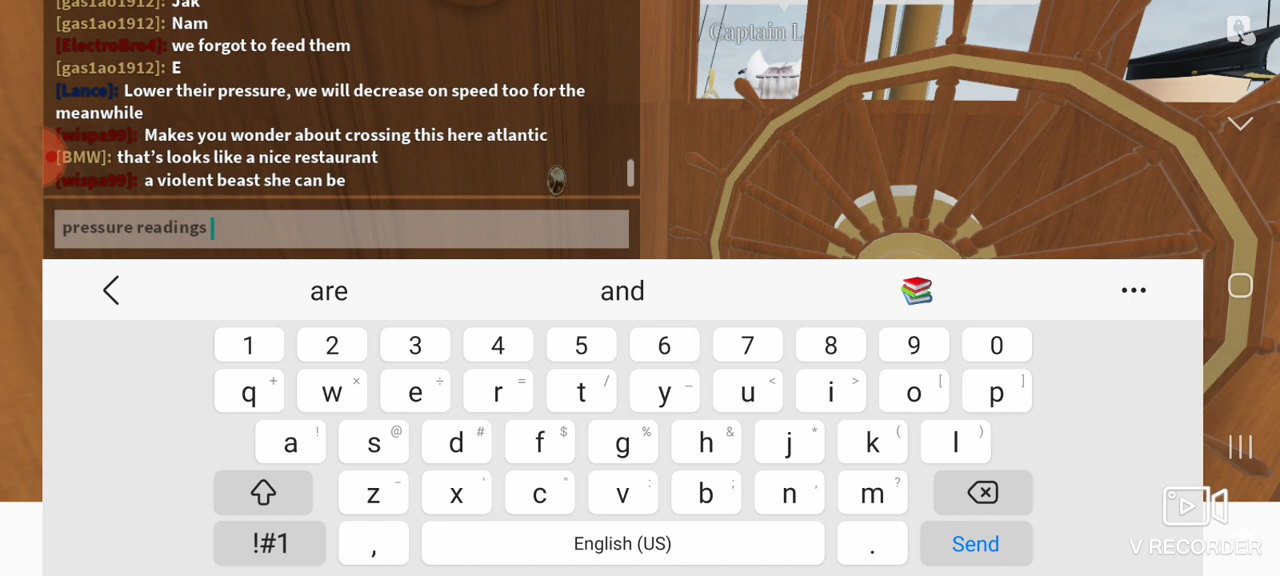 [gas1ao1912]: Jak
[gas1ao1912]: Nam
[ElectroBro4]: we forgot to feed them
[gas1ao1912]: E
[Lance]: Lower their pressure, we will decrease on speed too for the
meanwhile
[wispa99]: Makes you wonder about crossing this here atlantic
[BMW]: that’s looks like a nice restaurant
[wispa99]: a violent beast she can be
Captain L
pressure readings
are and
1 2 3 4 5 6 7 8 9 0
q + w × e ÷ r = t / y _ u < i > o [ p ]
a ! s @ d # f $ g % h & j * k ( l )
z - x ' c " v : b ; n , m ?
!#1 , English (US) . Send
V RECORDER